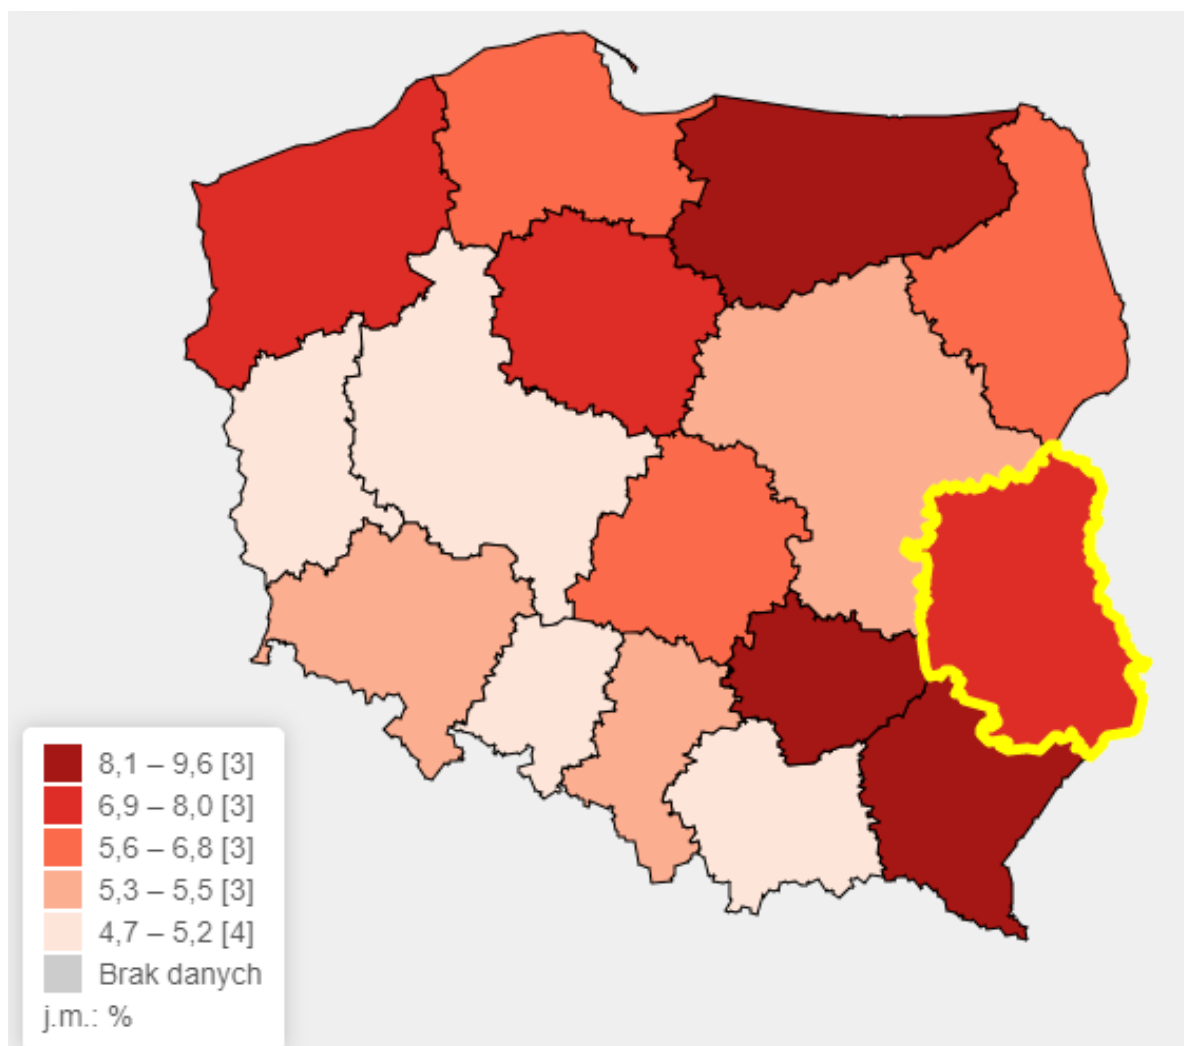 8,1 – 9,6 [3]
6,9 – 8,0 [3]
5,6 – 6,8 [3]
5,3 – 5,5 [3]
4,7 – 5,2 [4]
Brak danych
j.m.: %